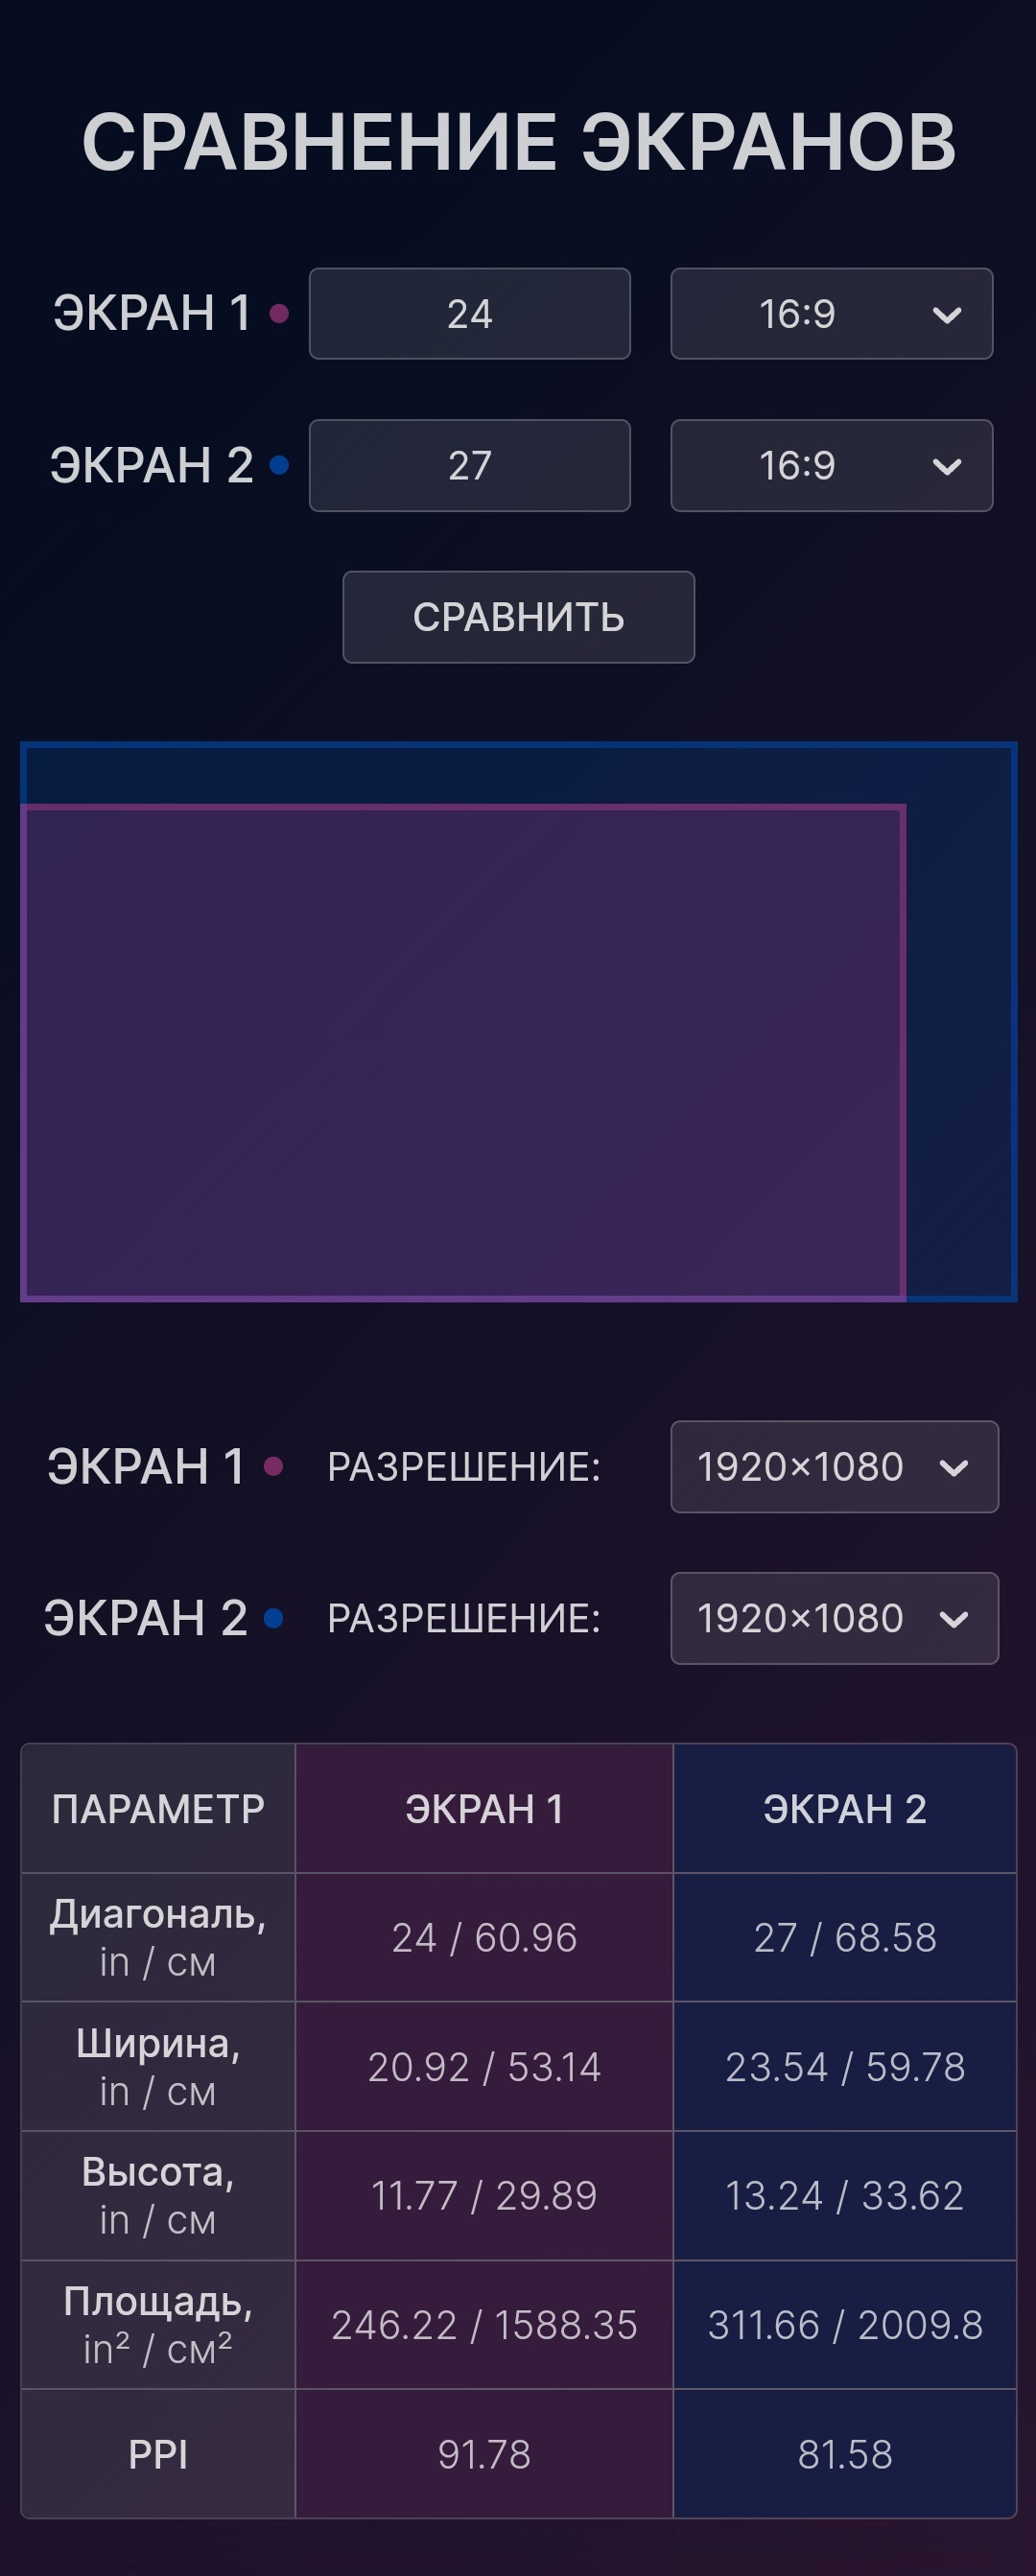 СРАВНЕНИЕ ЭКРАНОВ
ЭКРАН 1 24 16:9
ЭКРАН 2 27 16:9
СРАВНИТЬ
ЭКРАН 1 РАЗРЕШЕНИЕ: 1920×1080
ЭКРАН 2 РАЗРЕШЕНИЕ: 1920×1080
ПАРАМЕТР ЭКРАН 1 ЭКРАН 2
Диагональ,
in / см 24 / 60.96 27 / 68.58
Ширина,
in / см 20.92 / 53.14 23.54 / 59.78
Высота,
in / см 11.77 / 29.89 13.24 / 33.62
Площадь,
in² / см² 246.22 / 1588.35 311.66 / 2009.8
PPI 91.78 81.58